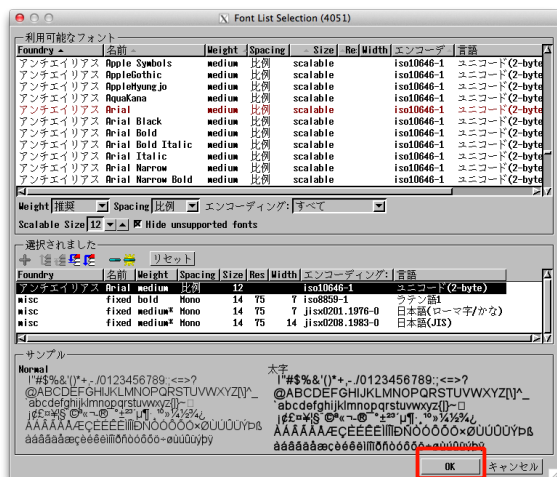 Font List Selection (4051)
利用可能なフォント
Foundry 名前 Weight Spacing Size Re Width エンコーデ 言語
アンチエイリアス Apple Symbols medium 比例 scalable iso10646-1 ユニコード(2-byte
アンチエイリアス AppleGothic medium 比例 scalable iso10646-1 ユニコード(2-byte
アンチエイリアス AppleMyungjo medium 比例 scalable iso10646-1 ユニコード(2-byte
アンチエイリアス AquaKana medium 比例 scalable iso10646-1 ユニコード(2-byte
アンチエイリアス Arial medium 比例 scalable iso10646-1 ユニコード(2-byte
アンチエイリアス Arial Black medium 比例 scalable iso10646-1 ユニコード(2-byte
アンチエイリアス Arial Bold medium 比例 scalable iso10646-1 ユニコード(2-byte
アンチエイリアス Arial Bold Italic medium 比例 scalable iso10646-1 ユニコード(2-byte
アンチエイリアス Arial Italic medium 比例 scalable iso10646-1 ユニコード(2-byte
アンチエイリアス Arial Narrow medium 比例 scalable iso10646-1 ユニコード(2-byte
アンチエイリアス Arial Narrow Bold medium 比例 scalable iso10646-1 ユニコード(2-byte
Weight 推奨 Spacing 比例 エンコーディング: すべて
Scalable Size 12 Hide unsupported fonts
選択されました
リセット
Foundry 名前 Weight Spacing Size Res Width エンコーディング: 言語
アンチエイリアス Arial medium 比例 12 iso10646-1 ユニコード(2-byte)
misc fixed bold Mono 14 75 7 iso8859-1 ラテン語1
misc fixed medium* Mono 14 75 7 jisx0201.1976-0 日本語(ローマ字/かな)
misc fixed medium* Mono 14 75 14 jisx0208.1983-0 日本語(JIS)
サンプル
Normal 太字
!"#$%&'()*+,-./0123456789:;<=>? !"#$%&'()*+,-./0123456789:;<=>?
@ABCDEFGHIJKLMNOPQRSTUVWXYZ[\]^_ @ABCDEFGHIJKLMNOPQRSTUVWXYZ[\]^_
`abcdefghijklmnopqrstuvwxyz{|}~□ `abcdefghijklmnopqrstuvwxyz{|}~□
OK キャンセル